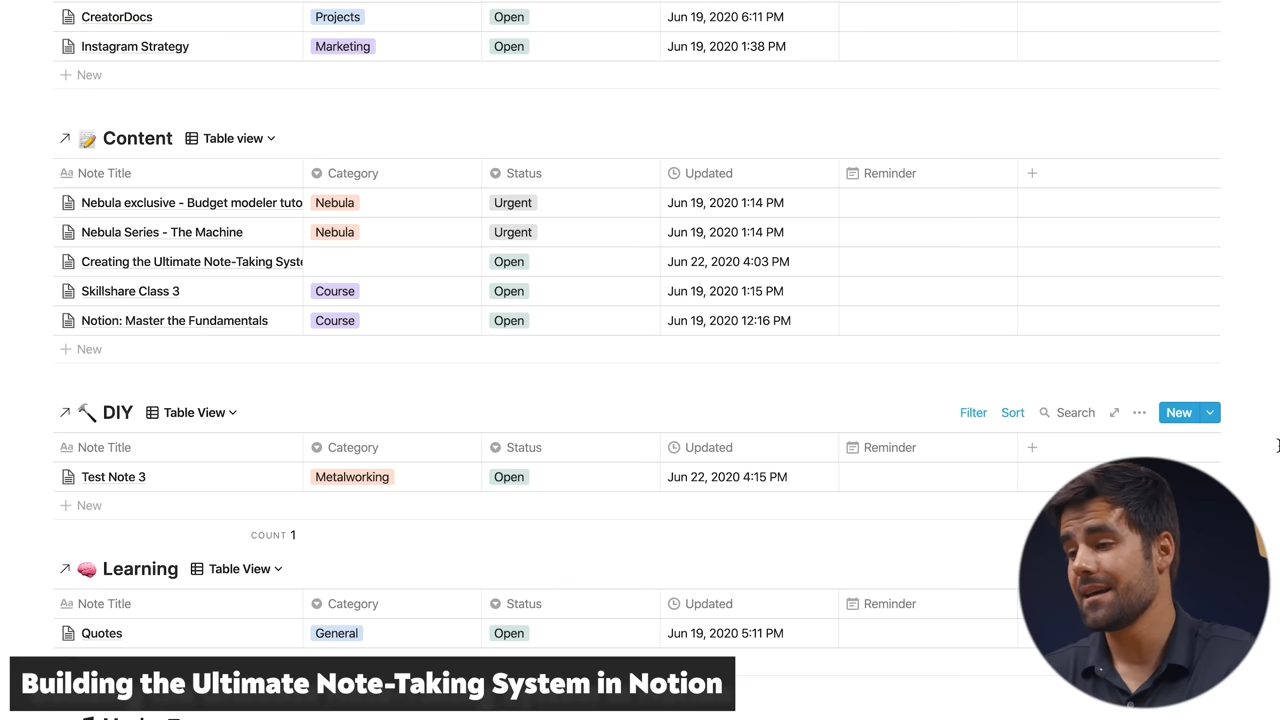 CreatorDocs Projects Open Jun 19, 2020 6:11 PM
Instagram Strategy Marketing Open Jun 19, 2020 1:38 PM
New
Content Table view
Aa Note Title Category Status Updated Reminder
Nebula exclusive - Budget modeler tuto Nebula Urgent Jun 19, 2020 1:14 PM
Nebula Series - The Machine Nebula Urgent Jun 19, 2020 1:14 PM
Creating the Ultimate Note-Taking Syste Open Jun 22, 2020 4:03 PM
Skillshare Class 3 Course Open Jun 19, 2020 1:15 PM
Notion: Master the Fundamentals Course Open Jun 19, 2020 12:16 PM
New
DIY Table View Filter Sort Search New
Aa Note Title Category Status Updated Reminder
Test Note 3 Metalworking Open Jun 22, 2020 4:15 PM
New
COUNT 1
Learning Table View
Aa Note Title Category Status Updated Reminder
Quotes General Open Jun 19, 2020 5:11 PM
Building the Ultimate Note-Taking System in Notion